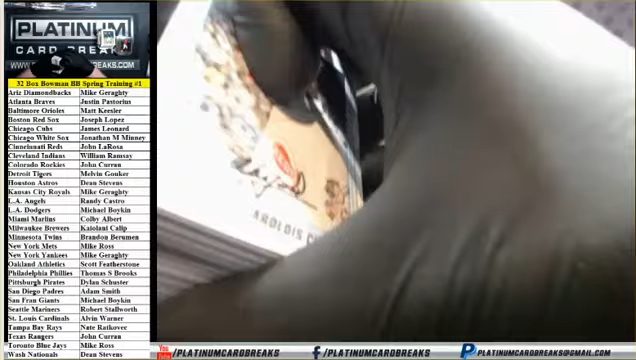 PLATINUM
CARD BREAKS
32 Box Bowman BB Spring Training #1
Ariz Diamondbacks Mike Geraghty
Atlanta Braves Justin Pastorius
Baltimore Orioles Matt Keesler
Boston Red Sox Joseph Lopez
Chicago Cubs James Leonard
Chicago White Sox Jonathan M Minney
Cinncinnati Reds John LaRosa
Cleveland Indians William Ramsay
Colorado Rockies John Curran
Detroit Tigers Melvin Gouker
Houston Astros Dean Stevens
Kansas City Royals Mike Geraghty
L.A. Angels Randy Castro
L.A. Dodgers Michael Boykin
Miami Marlins Colby Albert
Milwaukee Brewers Kaiolani Calip
Minnesota Twins Brandon Berumen
New York Mets Mike Ross
New York Yankees Mike Geraghty
Oakland Athletics Scott Featherstone
Philadelphia Phillies Thomas S Brooks
Pittsburg Pirates Dylan Schuster
San Diego Padres Adam Smith
San Fran Giants Michael Boykin
Seattle Mariners Robert Stallworth
St. Louis Cardinals Alvin Warner
Tampa Bay Rays Nate Ratkovec
Texas Rangers John Curran
Toronto Blue Jays Mike Ross
Wash Nationals Dean Stevens
AROLDIS
You Tube /PLATINUMCARDBREAKS f/PLATINUMCARDBREAKS P PLATINUMCARDBREAKS@GMAIL.COM